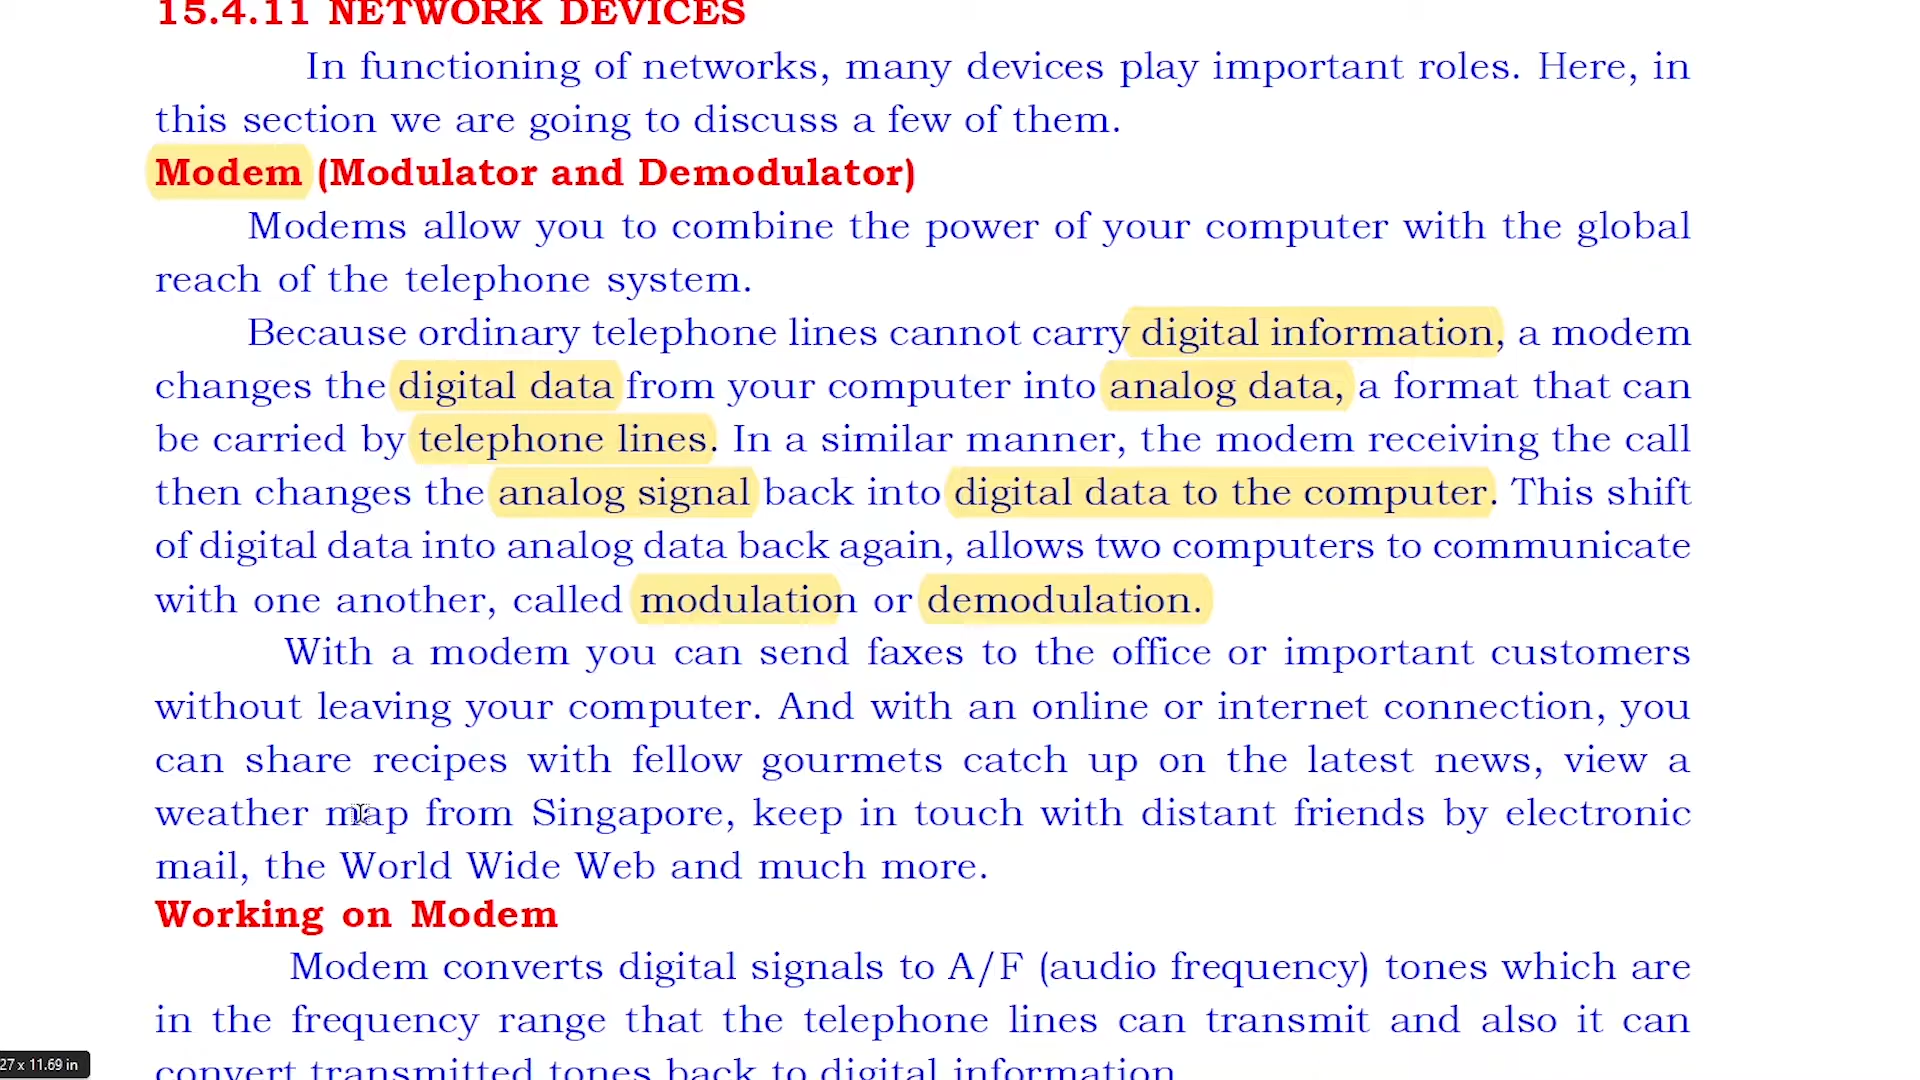 15.4.11 NETWORK DEVICES
In functioning of networks, many devices play important roles. Here, in
this section we are going to discuss a few of them.
Modem (Modulator and Demodulator)
Modems allow you to combine the power of your computer with the global
reach of the telephone system.
Because ordinary telephone lines cannot carry digital information, a modem
changes the digital data from your computer into analog data, a format that can
be carried by telephone lines. In a similar manner, the modem receiving the call
then changes the analog signal back into digital data to the computer. This shift
of digital data into analog data back again, allows two computers to communicate
with one another, called modulation or demodulation.
With a modem you can send faxes to the office or important customers
without leaving your computer. And with an online or internet connection, you
can share recipes with fellow gourmets catch up on the latest news, view a
weather map from Singapore, keep in touch with distant friends by electronic
mail, the World Wide Web and much more.
Working on Modem
Modem converts digital signals to A/F (audio frequency) tones which are
in the frequency range that the telephone lines can transmit and also it can
convert transmitted tones back to digital information.
27 x 11.69 in